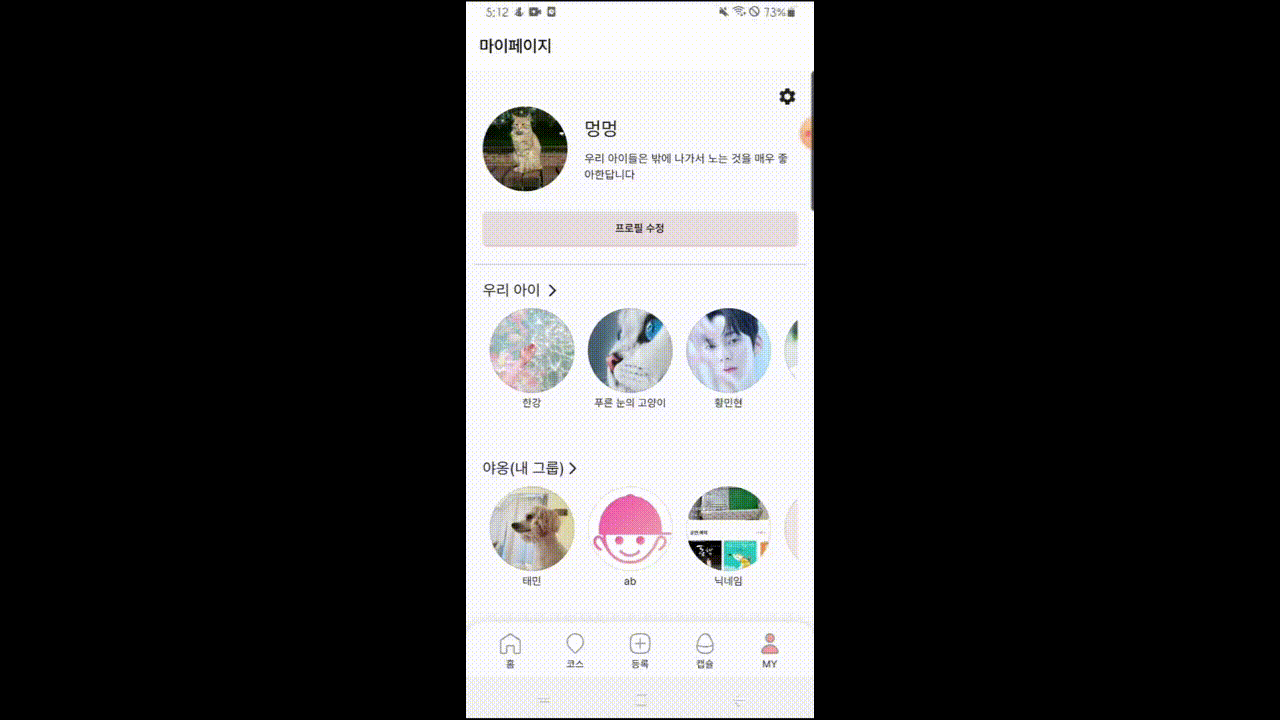 5:12
73%
마이페이지
멍멍
우리 아이들은 밖에 나가서 노는 것을 매우 좋
아한답니다
프로필 수정
우리 아이
한강
푸른 눈의 고양이
황민현
야옹(내 그룹)
태민
ab
닉네임
홈
코스
등록
캡슐
MY